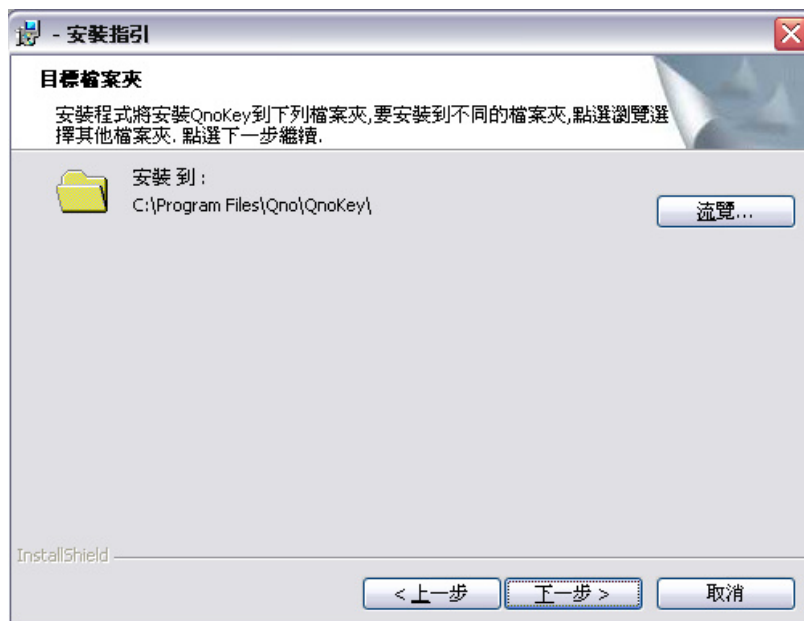 - 安裝指引
目標檔案夾
安裝程式將安裝QnoKey到下列檔案夾,要安裝到不同的檔案夾,點選瀏覽選
擇其他檔案夾. 點選下一步繼續.
安裝 到 :
C:\Program Files\Qno\QnoKey\
流覽...
InstallShield
< 上一步
下一步 >
取消